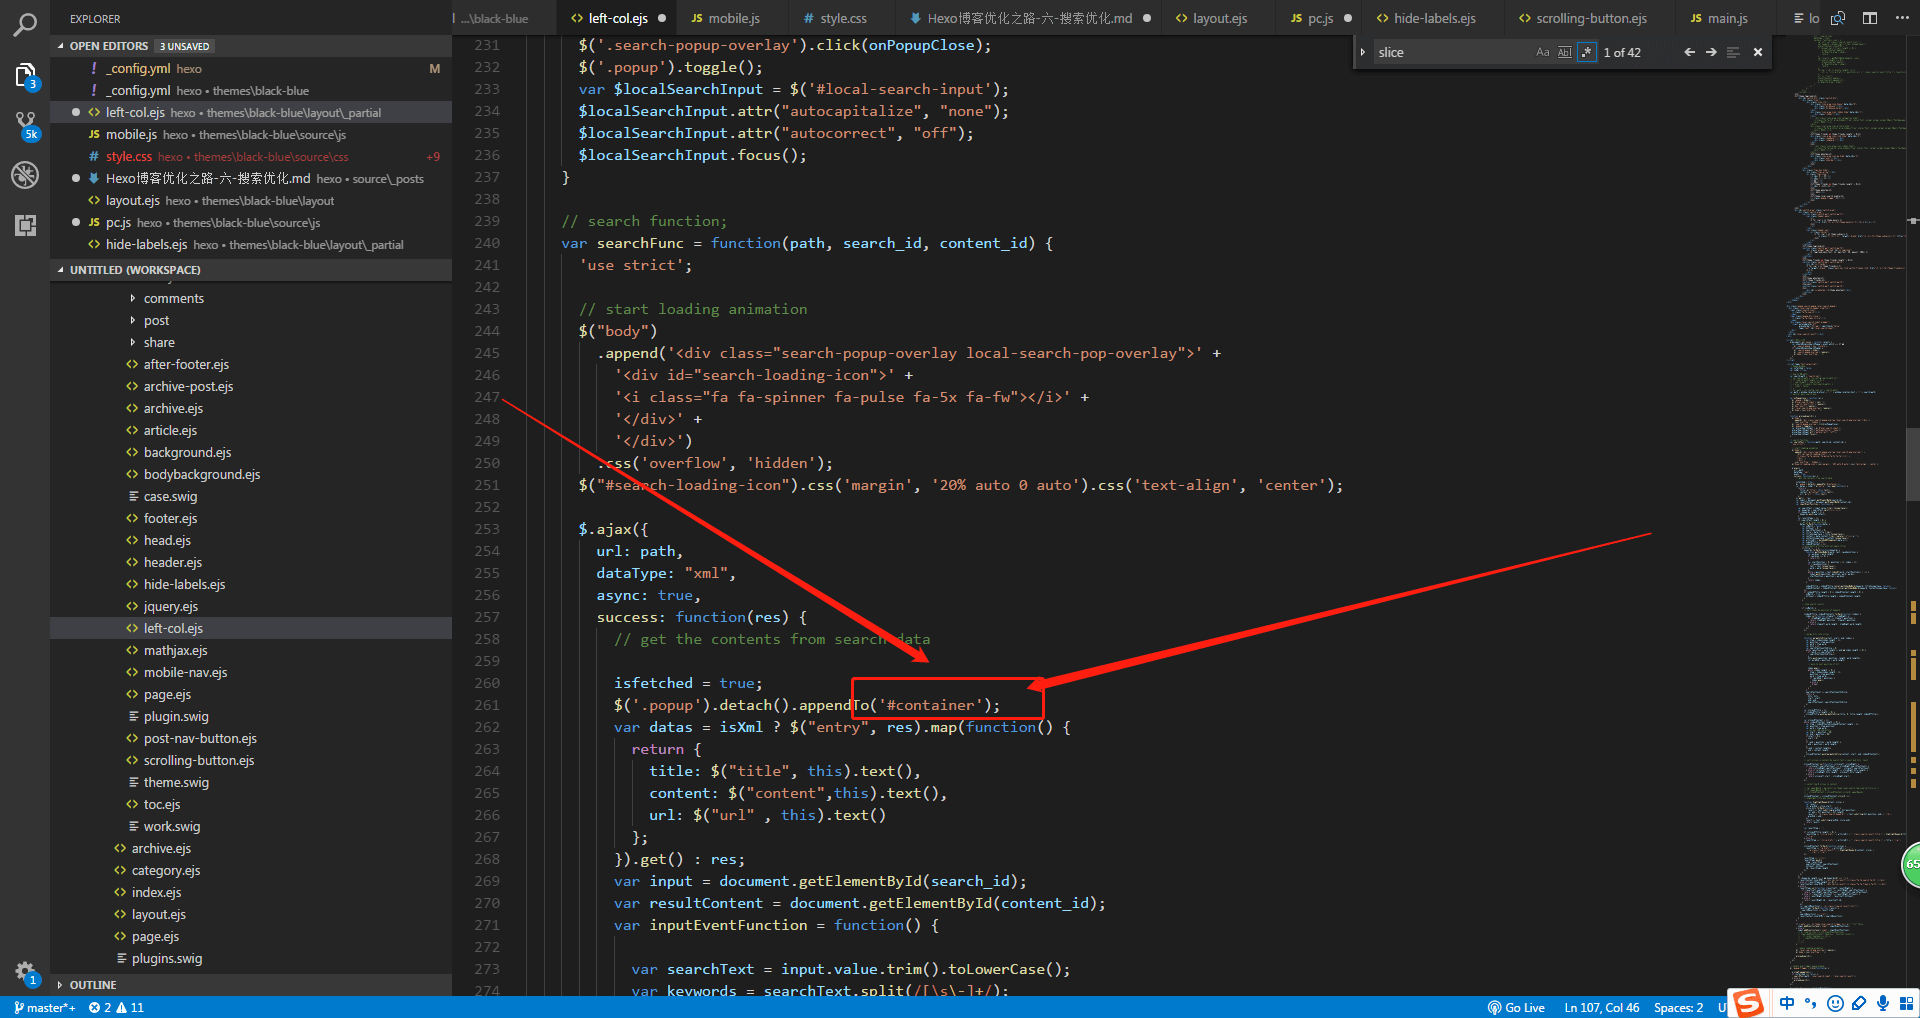 EXPLORER
OPEN EDITORS 3 UNSAVED
_config.yml hexo M
_config.yml hexo • themes\black-blue
left-col.ejs hexo • themes\black-blue\layout\_partial
JS mobile.js hexo • themes\black-blue\source\js
# style.css hexo • themes\black-blue\source\css +9
Hexo博客优化之路-六-搜索优化.md hexo • source\_posts
layout.ejs hexo • themes\black-blue\layout
JS pc.js hexo • themes\black-blue\source\js
hide-labels.ejs hexo • themes\black-blue\layout\_partial
UNTITLED (WORKSPACE)
comments
post
share
after-footer.ejs
archive-post.ejs
archive.ejs
article.ejs
background.ejs
bodybackground.ejs
case.swig
footer.ejs
head.ejs
header.ejs
hide-labels.ejs
jquery.ejs
left-col.ejs
mathjax.ejs
mobile-nav.ejs
page.ejs
plugin.swig
post-nav-button.ejs
scrolling-button.ejs
theme.swig
toc.ejs
work.swig
archive.ejs
category.ejs
index.ejs
layout.ejs
page.ejs
plugins.swig
OUTLINE
3
5k
1
...\black-blue left-col.ejs JS mobile.js # style.css Hexo博客优化之路-六-搜索优化.md layout.ejs JS pc.js hide-labels.ejs scrolling-button.ejs JS main.js lo
slice Aa Abl .* 1 of 42
231 $('.search-popup-overlay').click(onPopupClose);
232 $('.popup').toggle();
233 var $localSearchInput = $('#local-search-input');
234 $localSearchInput.attr("autocapitalize", "none");
235 $localSearchInput.attr("autocorrect", "off");
236 $localSearchInput.focus();
237 }
238
239 // search function;
240 var searchFunc = function(path, search_id, content_id) {
241 'use strict';
242
243 // start loading animation
244 $("body")
245 .append('<div class="search-popup-overlay local-search-pop-overlay">' +
246 '<div id="search-loading-icon">' +
247 '<i class="fa fa-spinner fa-pulse fa-5x fa-fw"></i>' +
248 '</div>' +
249 '</div>')
250 .css('overflow', 'hidden');
251 $("#search-loading-icon").css('margin', '20% auto 0 auto').css('text-align', 'center');
252
253 $.ajax({
254 url: path,
255 dataType: "xml",
256 async: true,
257 success: function(res) {
258 // get the contents from search data
259
260 isfetched = true;
261 $('.popup').detach().appendTo('#container');
262 var datas = isXml ? $("entry", res).map(function() {
263 return {
264 title: $("title", this).text(),
265 content: $("content",this).text(),
266 url: $("url" , this).text()
267 };
268 }).get() : res;
269 var input = document.getElementById(search_id);
270 var resultContent = document.getElementById(content_id);
271 var inputEventFunction = function() {
272
273 var searchText = input.value.trim().toLowerCase();
274 var keywords = searchText.split(/[\s\-]+/);
65
master*+ 2 11
Go Live Ln 107, Col 46 Spaces: 2 U
中